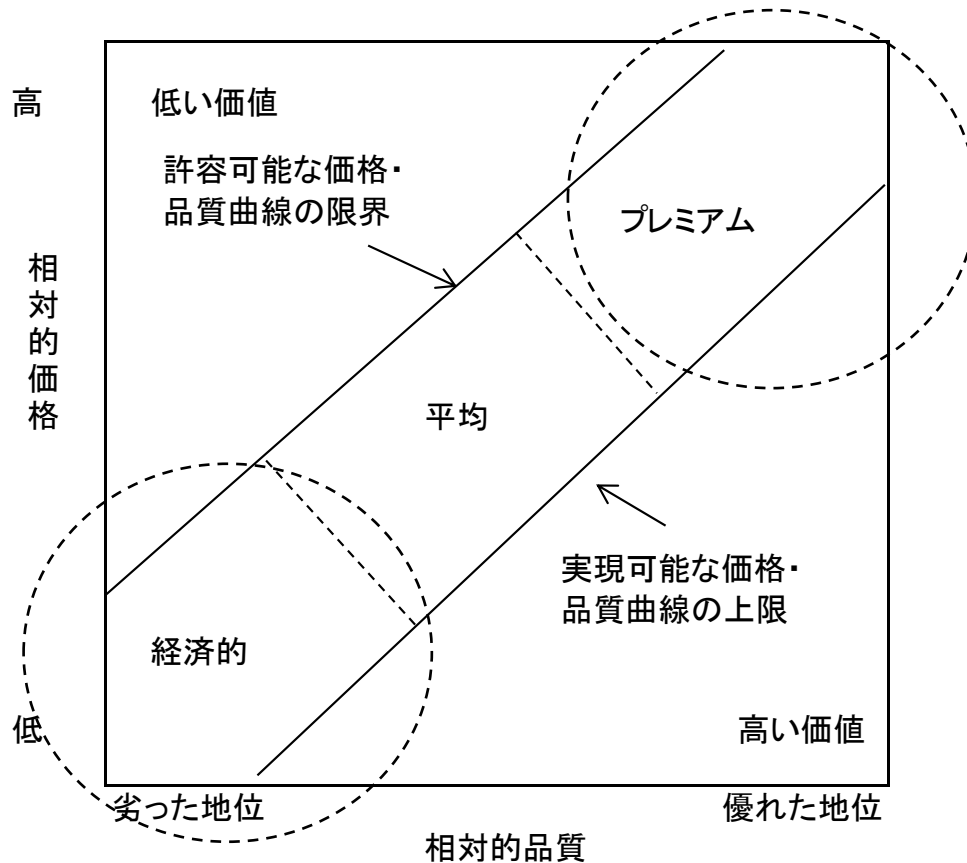 高
低い価値
許容可能な価格・
品質曲線の限界
プレミアム
相対的価格
平均
実現可能な価格・
品質曲線の上限
経済的
低
高い価値
劣った地位
優れた地位
相対的品質